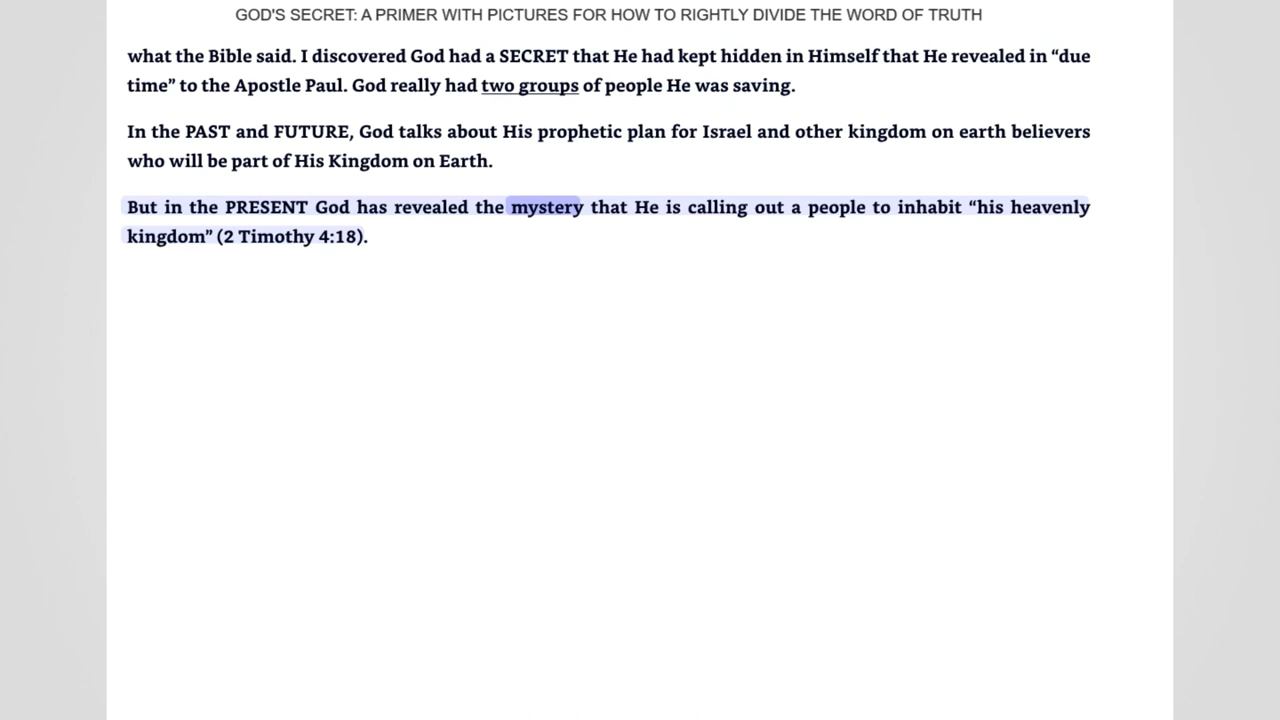 GOD'S SECRET: A PRIMER WITH PICTURES FOR HOW TO RIGHTLY DIVIDE THE WORD OF TRUTH
what the Bible said. I discovered God had a SECRET that He had kept hidden in Himself that He revealed in “due
time” to the Apostle Paul. God really had two groups of people He was saving.
In the PAST and FUTURE, God talks about His prophetic plan for Israel and other kingdom on earth believers
who will be part of His Kingdom on Earth.
But in the PRESENT God has revealed the mystery that He is calling out a people to inhabit “his heavenly
kingdom” (2 Timothy 4:18).